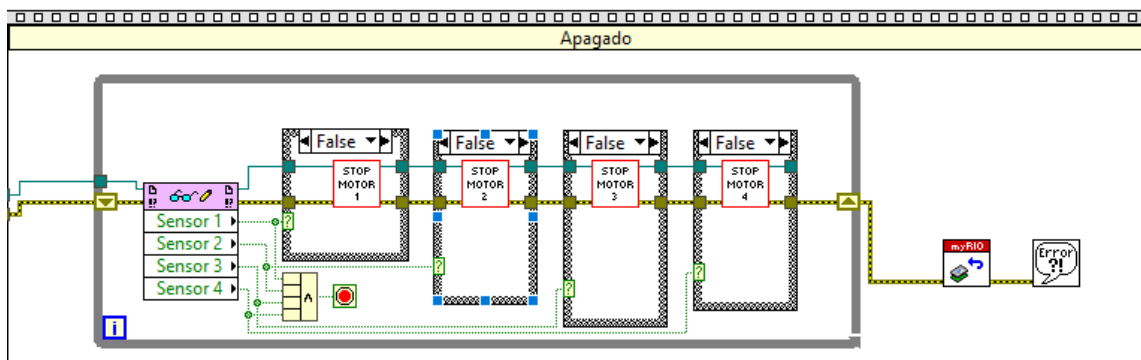 Apagado
False
False
False
False
STOP
MOTOR
1
STOP
MOTOR
2
STOP
MOTOR
3
STOP
MOTOR
4
?!
?!
Sensor 1
Sensor 2
Sensor 3
Sensor 4
?
?
?
?
∧
i
myRIO
Error
?!